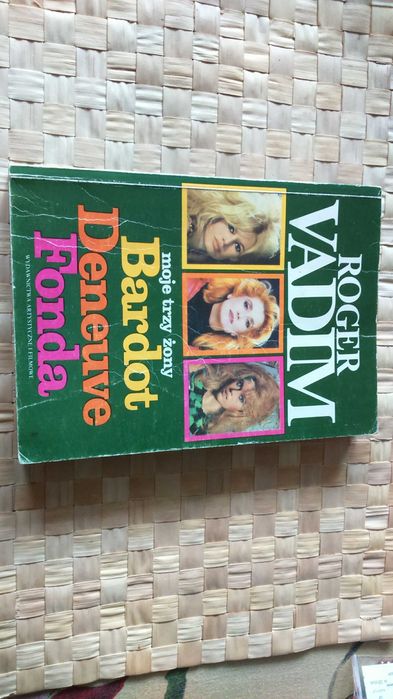 ROGER
VADIM
moje trzy żony
Bardot
Deneuve
Fonda
WYDAWNICTWA ARTYSTYCZNE I FILMOWE